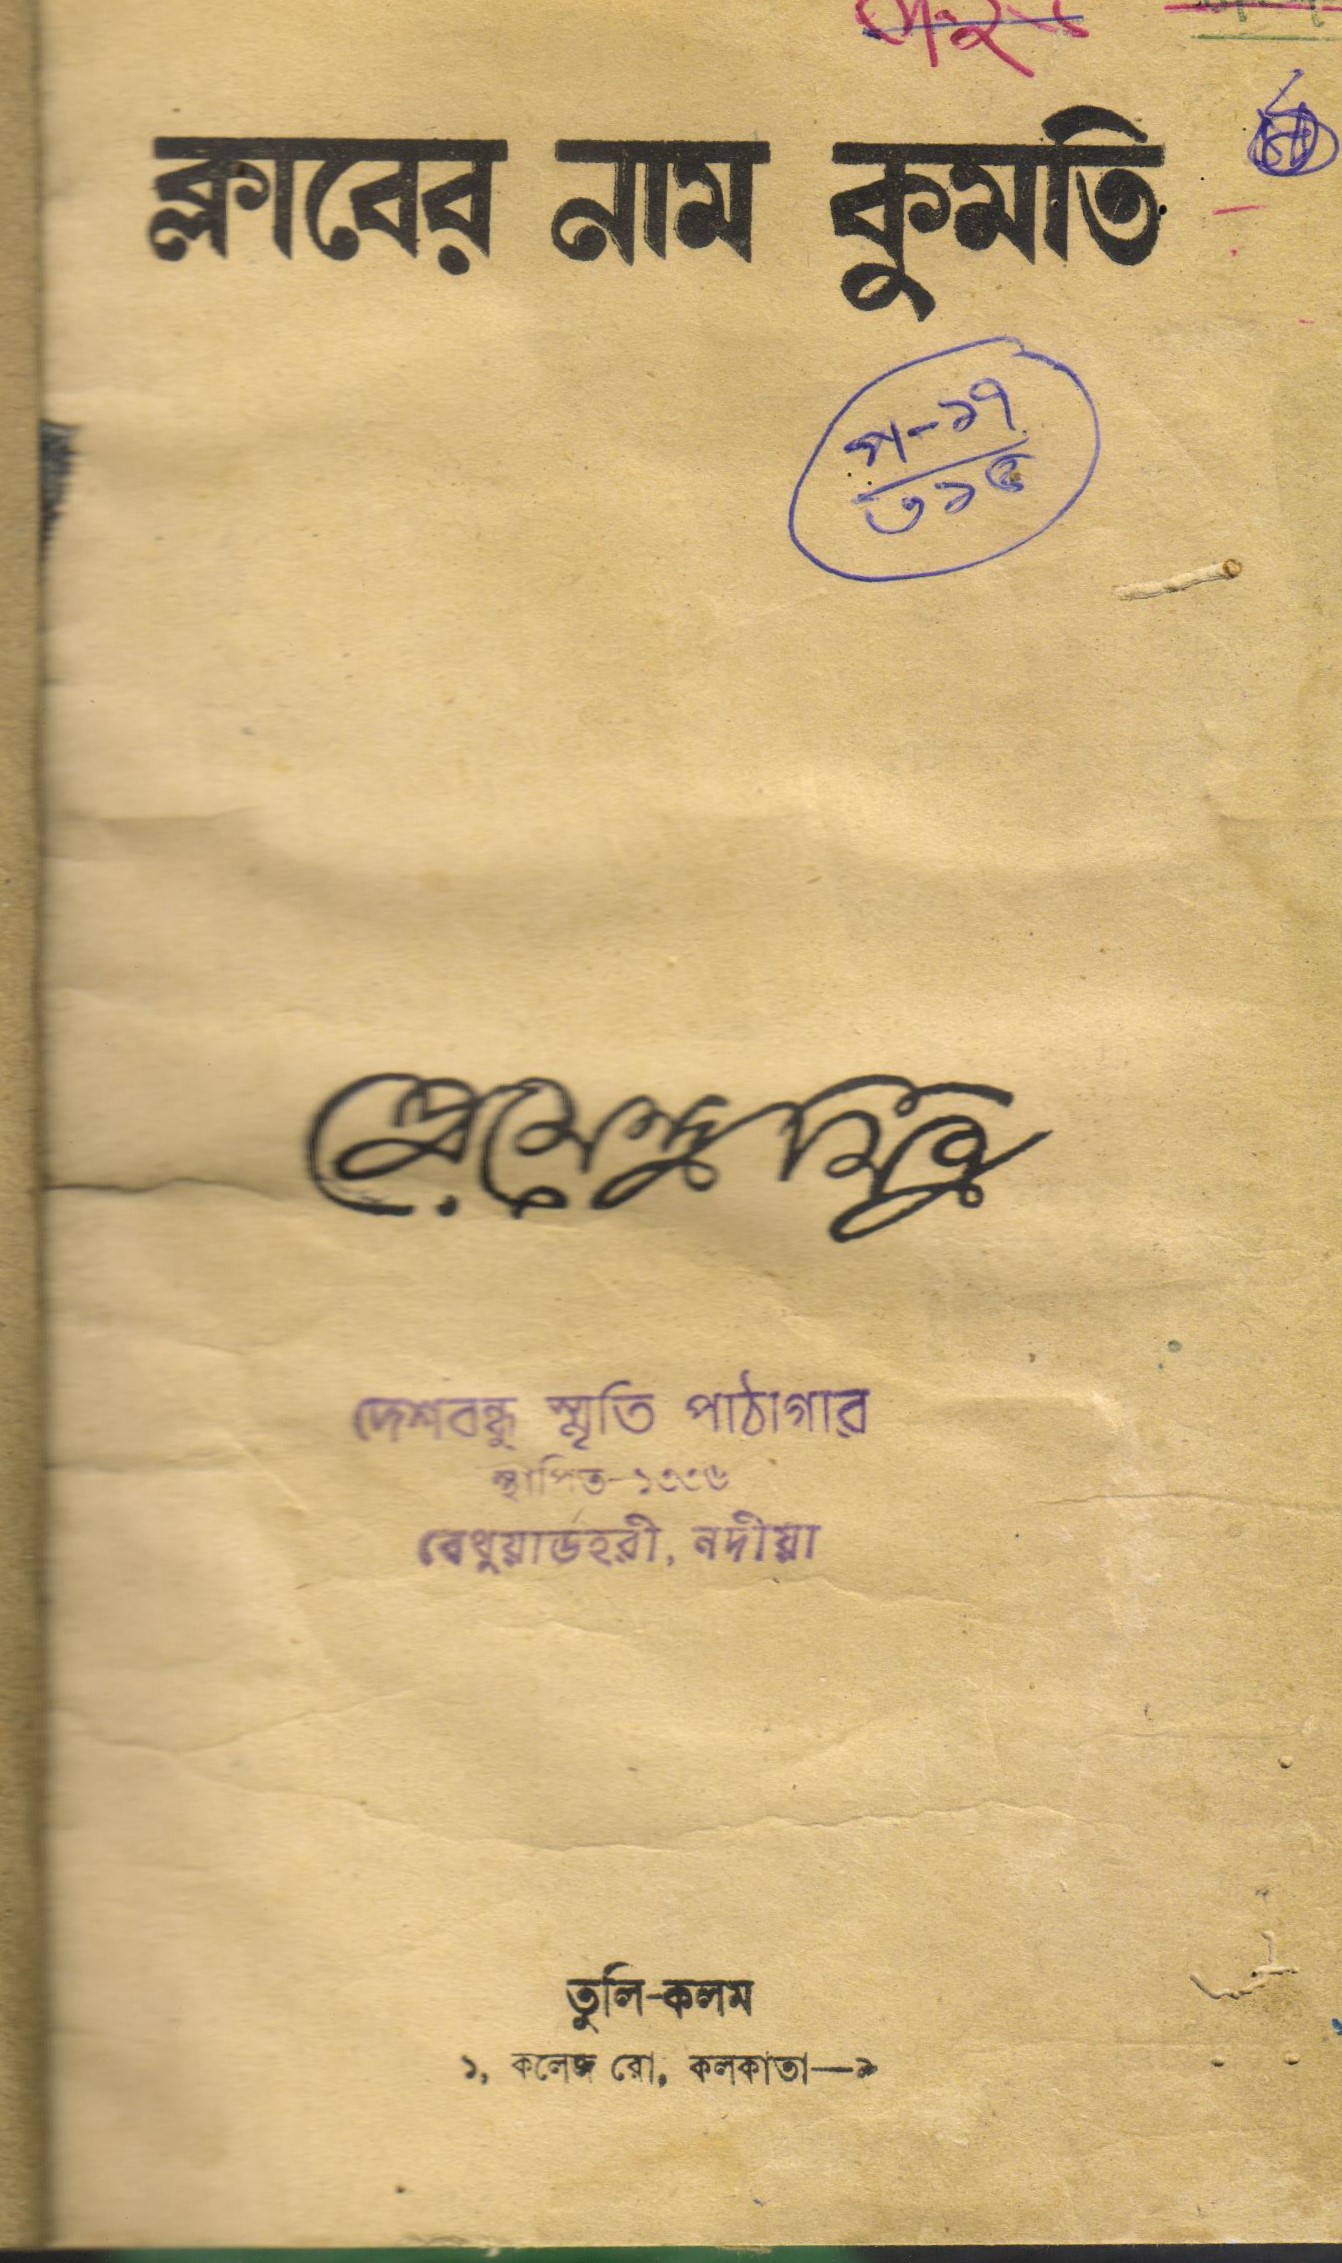 ক্লাবের নাম কুমতি
প-১৭
৩১৫
প্রেমেন্দ্র মিত্র
দেশবন্ধু স্মৃতি পাঠাগার
স্থাপিত-১৩৩৬
বেথুয়াডহরী, নদীয়া
তুলি-কলম
১, কলেজ রো, কলকাতা—৯